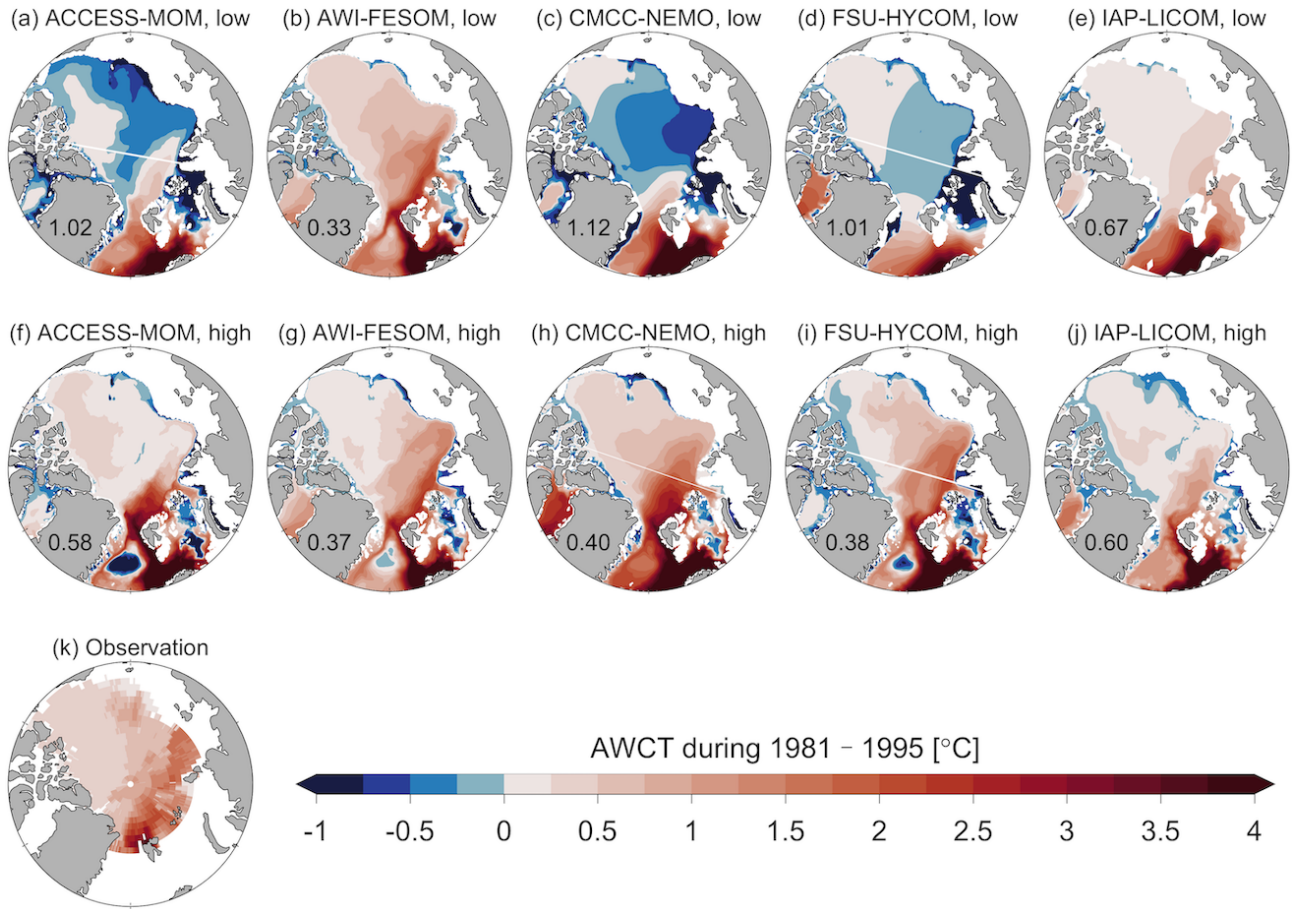 (a) ACCESS-MOM, low
(b) AWI-FESOM, low
(c) CMCC-NEMO, low
(d) FSU-HYCOM, low
(e) IAP-LICOM, low
1.02
0.33
1.12
1.01
0.67
(f) ACCESS-MOM, high
(g) AWI-FESOM, high
(h) CMCC-NEMO, high
(i) FSU-HYCOM, high
(j) IAP-LICOM, high
0.58
0.37
0.40
0.38
0.60
(k) Observation
AWCT during 1981 – 1995 [°C]
-1 -0.5 0 0.5 1 1.5 2 2.5 3 3.5 4